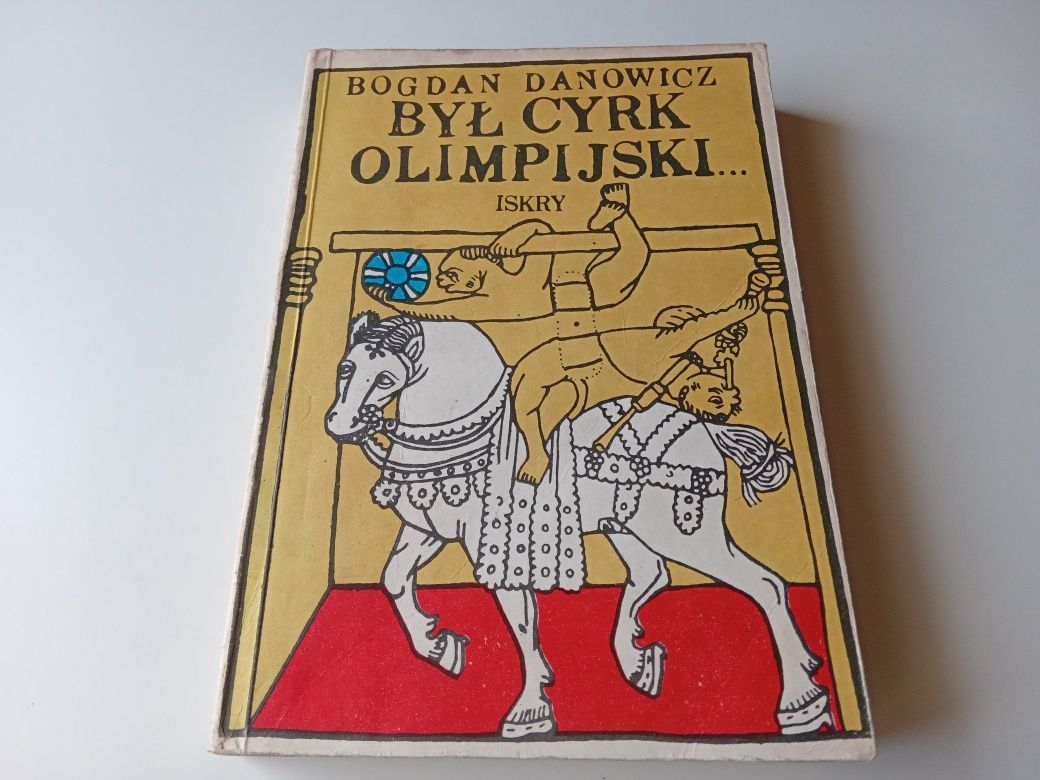 BOGDAN DANOWICZ
BYŁ CYRK
OLIMPIJSKI...
ISKRY